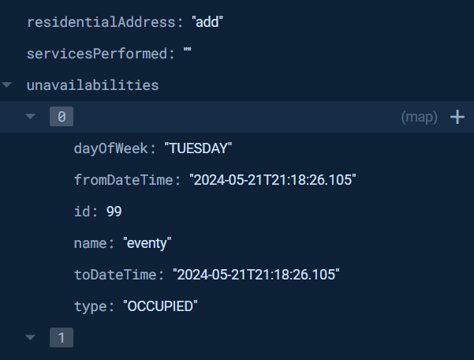 residentialAddress: "add"
servicesPerformed: ""
unavailabilities
0 (map) +
dayOfWeek: "TUESDAY"
fromDateTime: "2024-05-21T21:18:26.105"
id: 99
name: "eventy"
toDateTime: "2024-05-21T21:18:26.105"
type: "OCCUPIED"
1